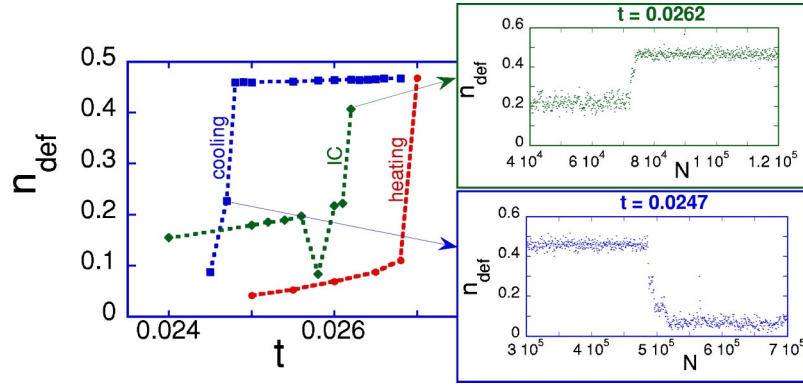 n_def
0.5
0.4
0.3
0.2
0.1
0
cooling
IC
heating
0.024
0.026
t
t = 0.0262
n_def
0.6
0.4
0.2
0
4 10^4
6 10^4
8 10^4
1 10^5
1.2 10^5
N
t = 0.0247
n_def
0.6
0.4
0.2
0
3 10^5
4 10^5
5 10^5
6 10^5
7 10^5
N